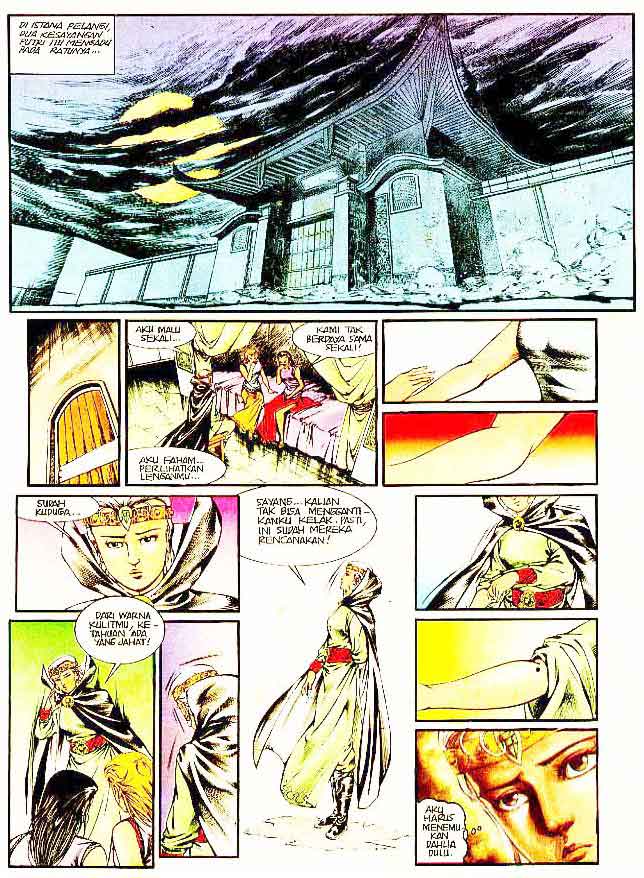 DI ISTANA PELANGI,
DUA KESAYANGAN
PUTRI ITU MENGADU
PADA RATUNYA...
AKU MALU
SEKALI...
KAMI TAK
BERDAYA SAMA
SEKALI!
AKU FAHAM...
PERLIHATKAN
LENGANMU...
SUDAH
KUDUGA...
DARI WARNA
KULITMU, KE-
TAHUAN ADA
YANG JAHAT!
SAYANG... KALIAN
TAK BISA MENGGANTI-
KANKU KELAK. PASTI,
INI SUDAH MEREKA
RENCANAKAN!
AKU
HARUS
MENEMU
KAN
DAHLIA
DULU.